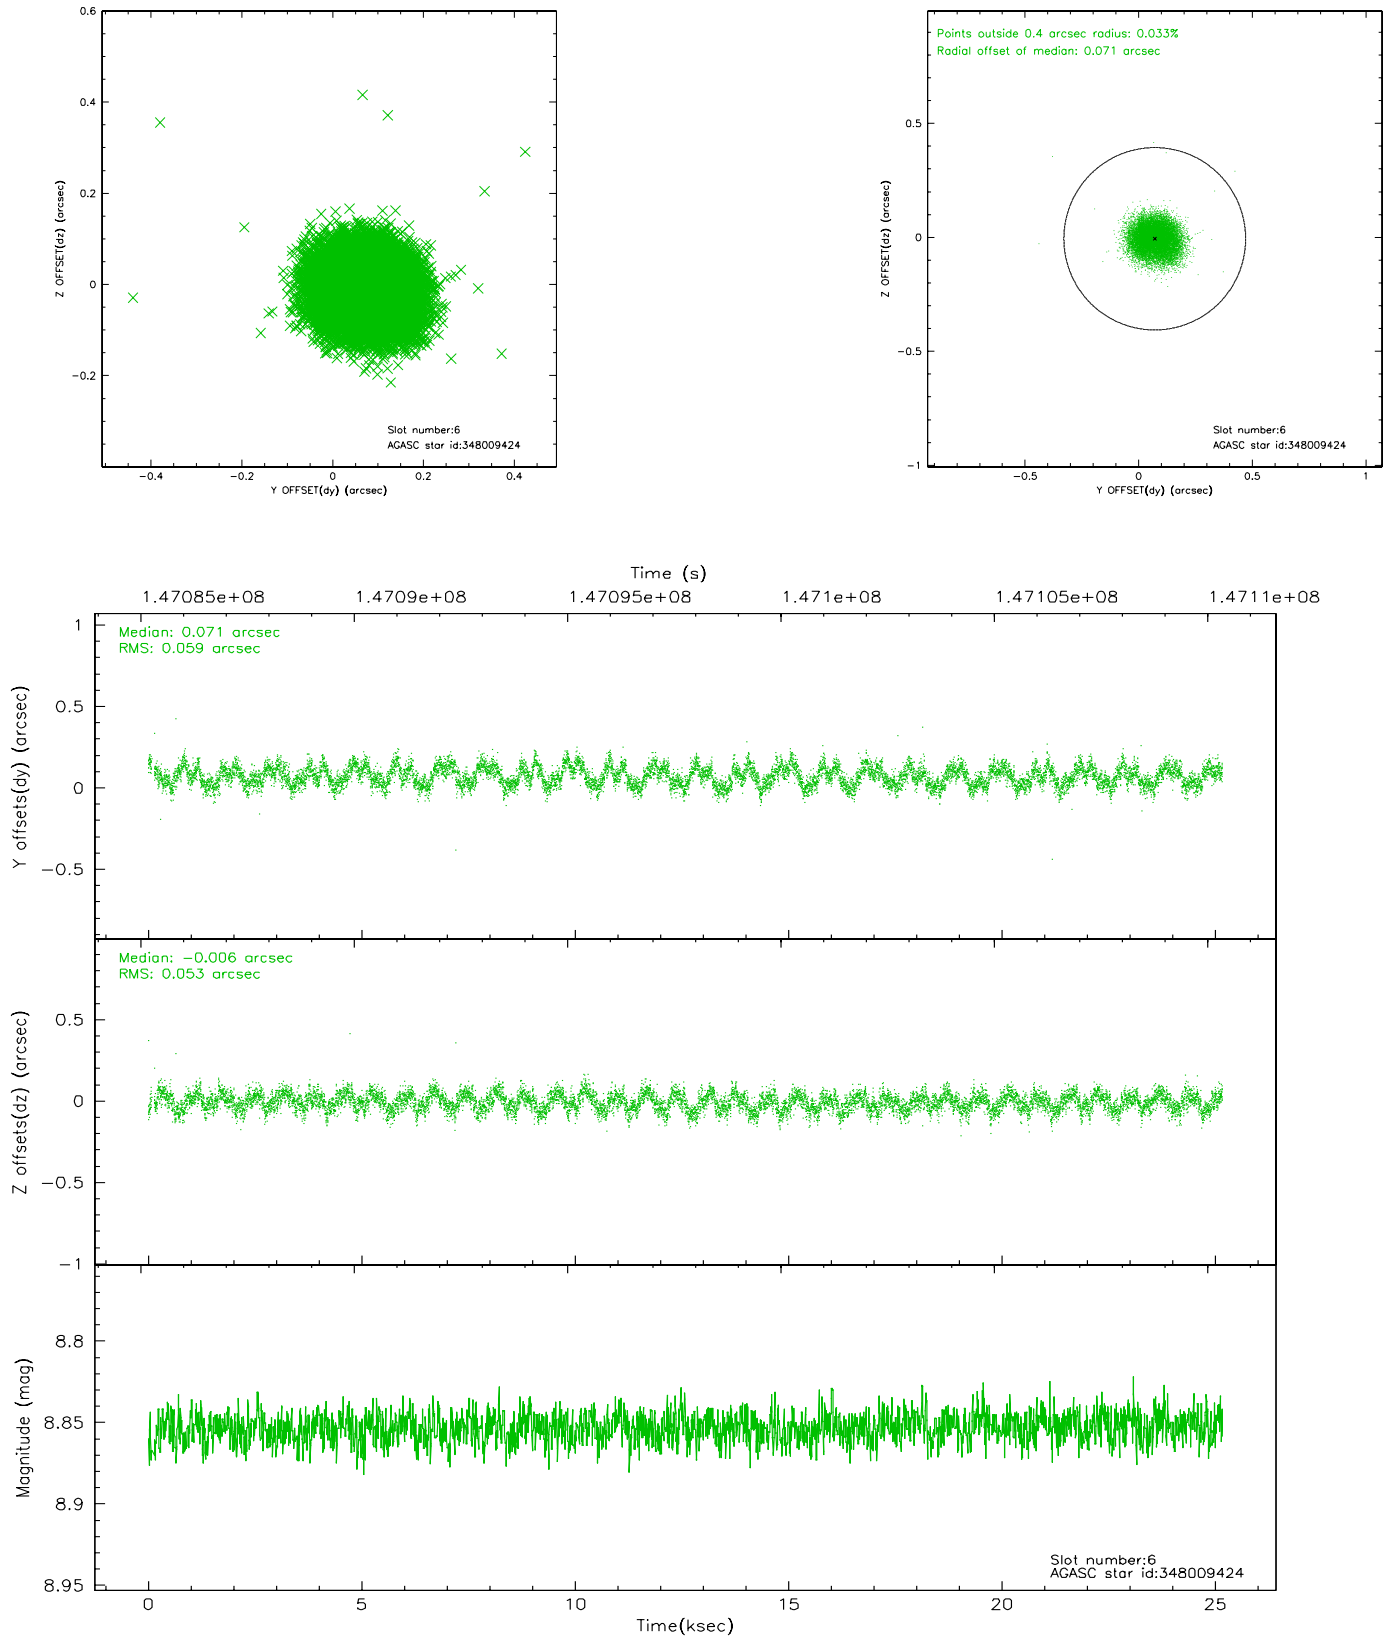 0.6
0.4
0.2
0
−0.2
Z OFFSET(dz) (arcsec)
Slot number:6
AGASC star id:348009424
−0.4 −0.2 0 0.2 0.4
Y OFFSET(dy) (arcsec)
Points outside 0.4 arcsec radius: 0.033%
Radial offset of median: 0.071 arcsec
0.5
0
−0.5
−1
Z OFFSET(dz) (arcsec)
Slot number:6
AGASC star id:348009424
−0.5 0 0.5 1
Y OFFSET(dy) (arcsec)
Time (s)
1.47085e+08 1.4709e+08 1.47095e+08 1.471e+08 1.47105e+08 1.4711e+08
Median: 0.071 arcsec
RMS: 0.059 arcsec
1
0.5
0
−0.5
Y offsets(dy) (arcsec)
Median: −0.006 arcsec
RMS: 0.053 arcsec
0.5
0
−0.5
−1
Z offsets(dz) (arcsec)
8.8
8.85
8.9
8.95
Magnitude (mag)
Slot number:6
AGASC star id:348009424
0 5 10 15 20 25
Time(ksec)